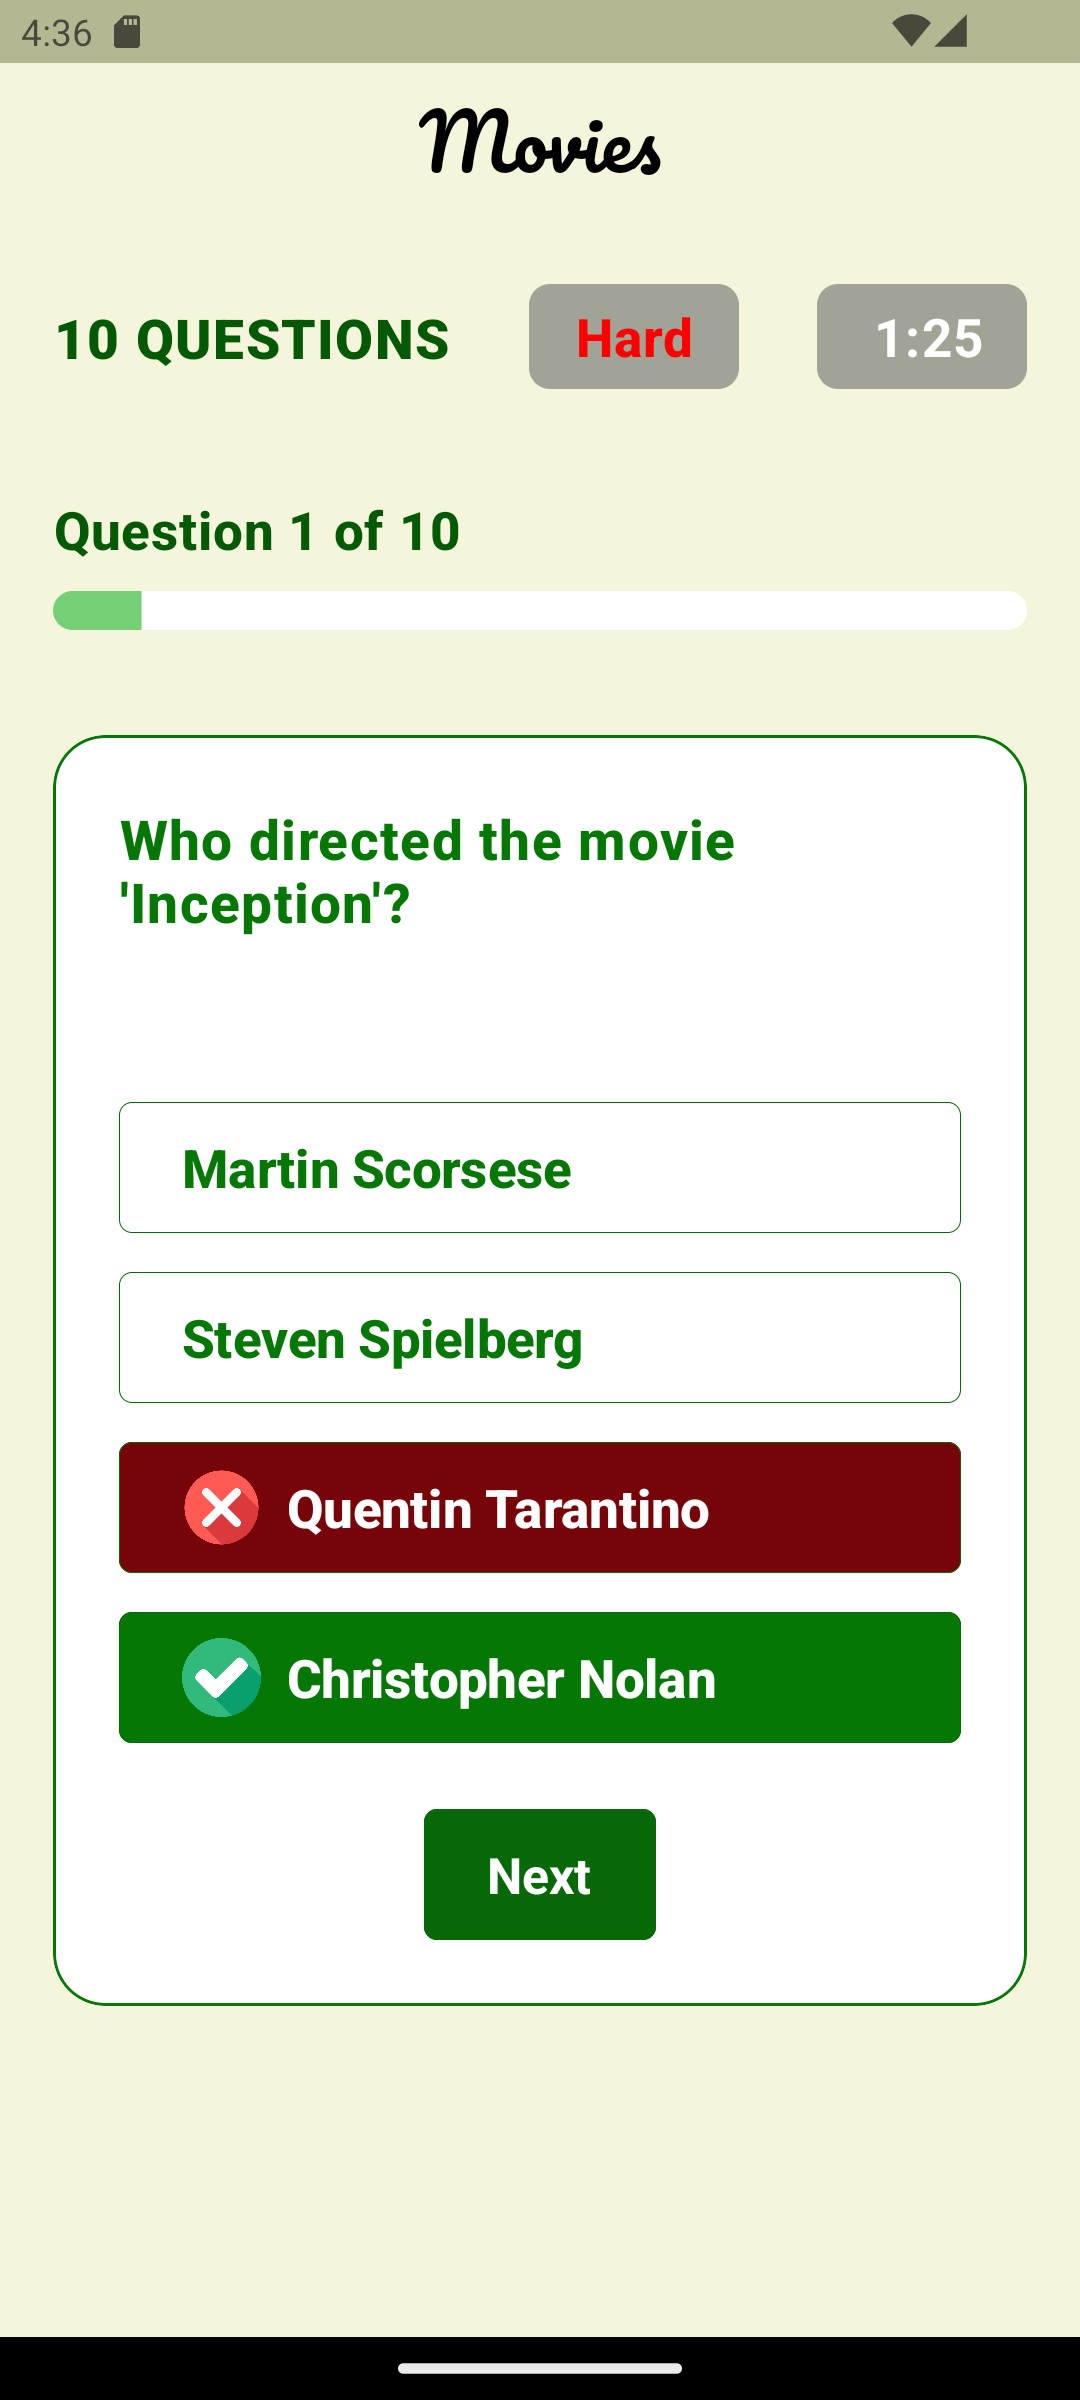 4:36
Movies
10 QUESTIONS
Hard
1:25
Question 1 of 10
Who directed the movie
'Inception'?
Martin Scorsese
Steven Spielberg
Quentin Tarantino
Christopher Nolan
Next